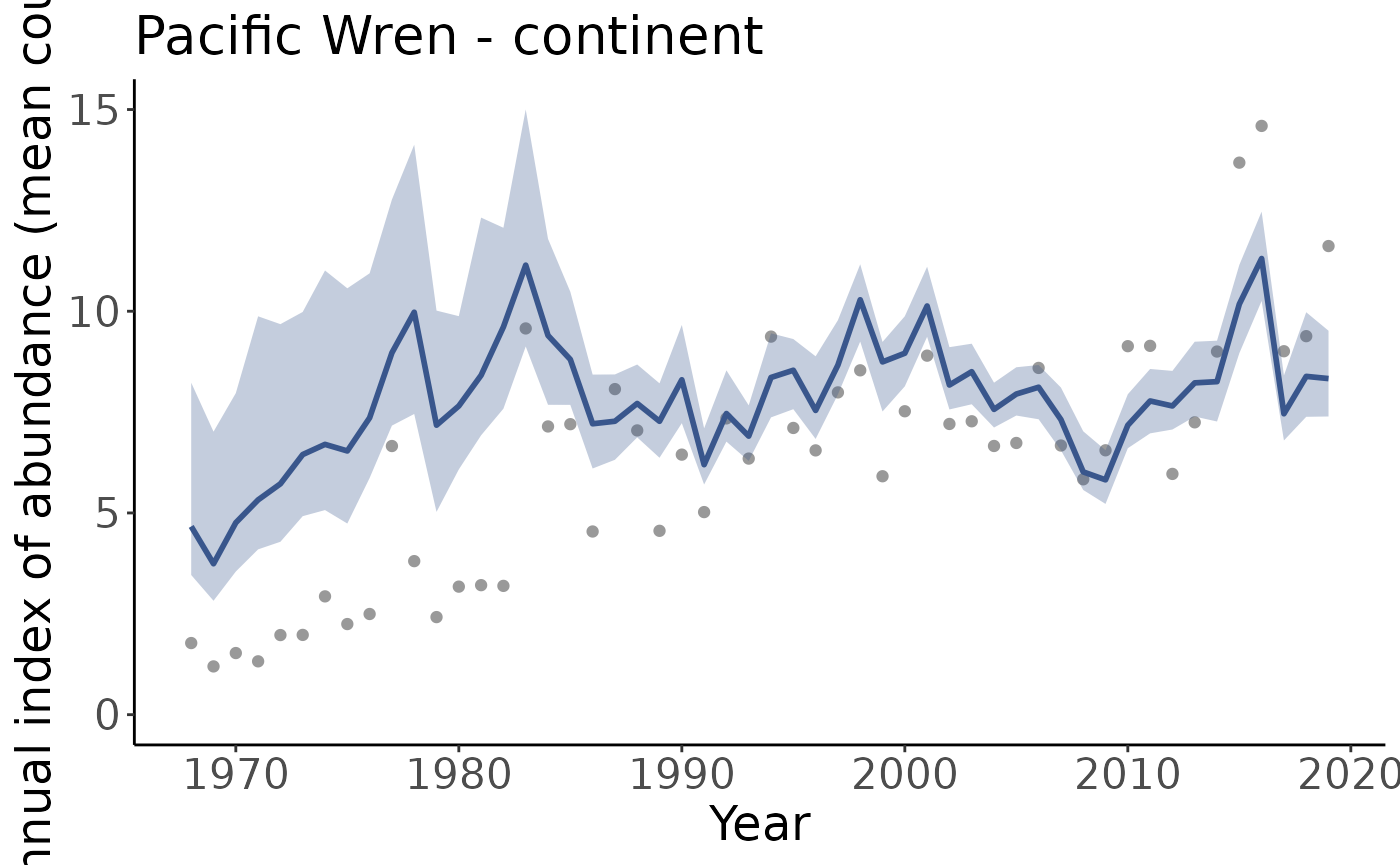 Pacific Wren - continent
nnual index of abundance (mean cou
15
10
5
0
1970 1980 1990 2000 2010 2020
Year